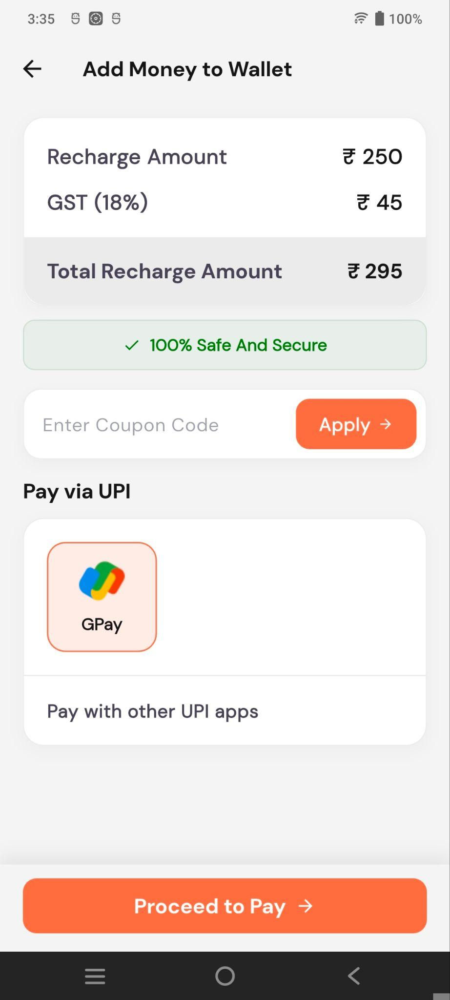 3:35
100%
Add Money to Wallet
Recharge Amount ₹ 250
GST (18%) ₹ 45
Total Recharge Amount ₹ 295
100% Safe And Secure
Enter Coupon Code Apply →
Pay via UPI
GPay
Pay with other UPI apps
Proceed to Pay →